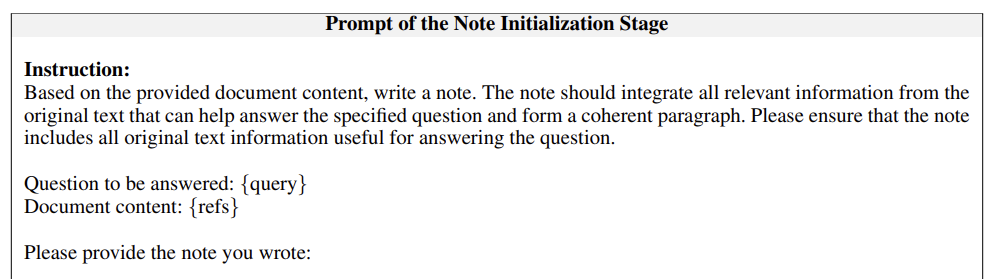 Prompt of the Note Initialization Stage
Instruction:
Based on the provided document content, write a note. The note should integrate all relevant information from the
original text that can help answer the specified question and form a coherent paragraph. Please ensure that the note
includes all original text information useful for answering the question.
Question to be answered: {query}
Document content: {refs}
Please provide the note you wrote: